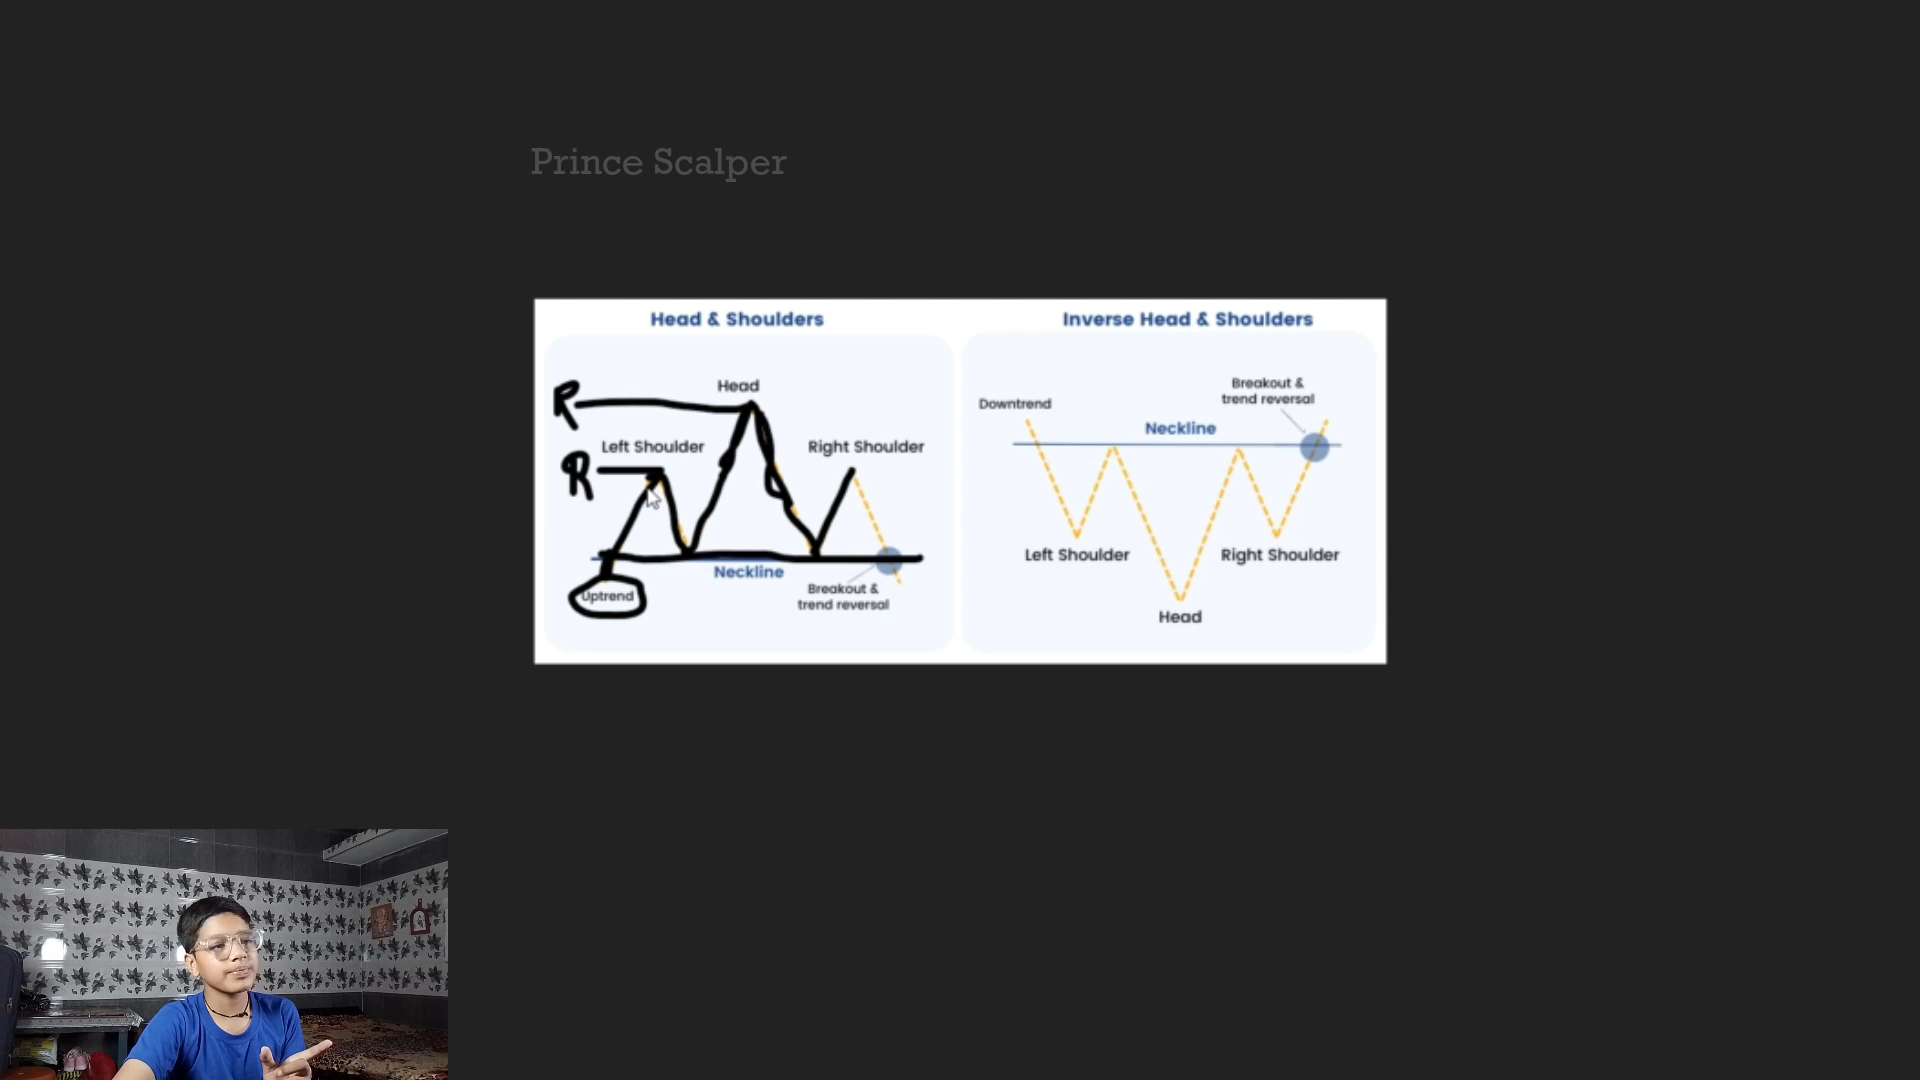 Prince Scalper
Head & Shoulders
Head
R
Left Shoulder
Right Shoulder
R
Neckline
Uptrend
Breakout &
trend reversal
Inverse Head & Shoulders
Breakout &
trend reversal
Downtrend
Neckline
Left Shoulder
Right Shoulder
Head